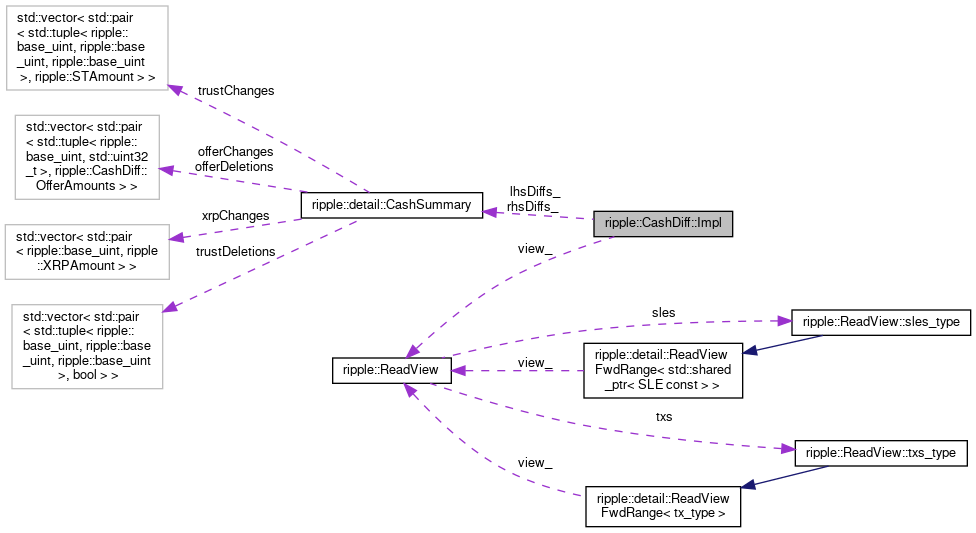 std::vector< std::pair
< std::tuple< ripple::
base_uint, ripple::base
_uint, ripple::base_uint
>, ripple::STAmount > >
trustChanges
std::vector< std::pair
< std::tuple< ripple::
base_uint, std::uint32
_t >, ripple::CashDiff::
OfferAmounts > >
offerChanges
offerDeletions
ripple::detail::CashSummary
lhsDiffs_
rhsDiffs_
ripple::CashDiff::Impl
xrpChanges
std::vector< std::pair
< ripple::base_uint, ripple
::XRPAmount > >
trustDeletions
view_
std::vector< std::pair
< std::tuple< ripple::
base_uint, ripple::base
_uint, ripple::base_uint
>, bool > >
sles
ripple::ReadView::sles_type
ripple::ReadView
view_
ripple::detail::ReadView
FwdRange< std::shared
_ptr< SLE const > >
txs
ripple::ReadView::txs_type
view_
ripple::detail::ReadView
FwdRange< tx_type >